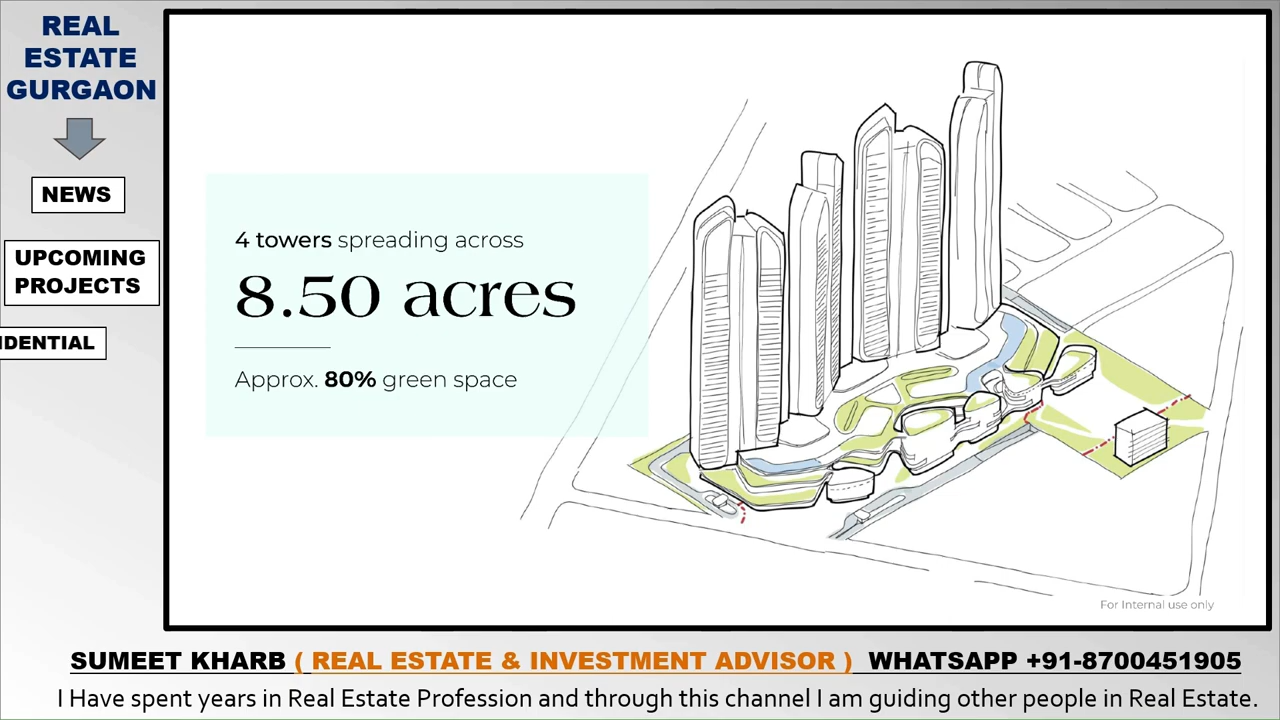 REAL
ESTATE
GURGAON
NEWS
UPCOMING
PROJECTS
IDENTIAL
4 towers spreading across
8.50 acres
Approx. 80% green space
For Internal use only
SUMEET KHARB ( REAL ESTATE & INVESTMENT ADVISOR ) WHATSAPP +91-8700451905
I Have spent years in Real Estate Profession and through this channel I am guiding other people in Real Estate.